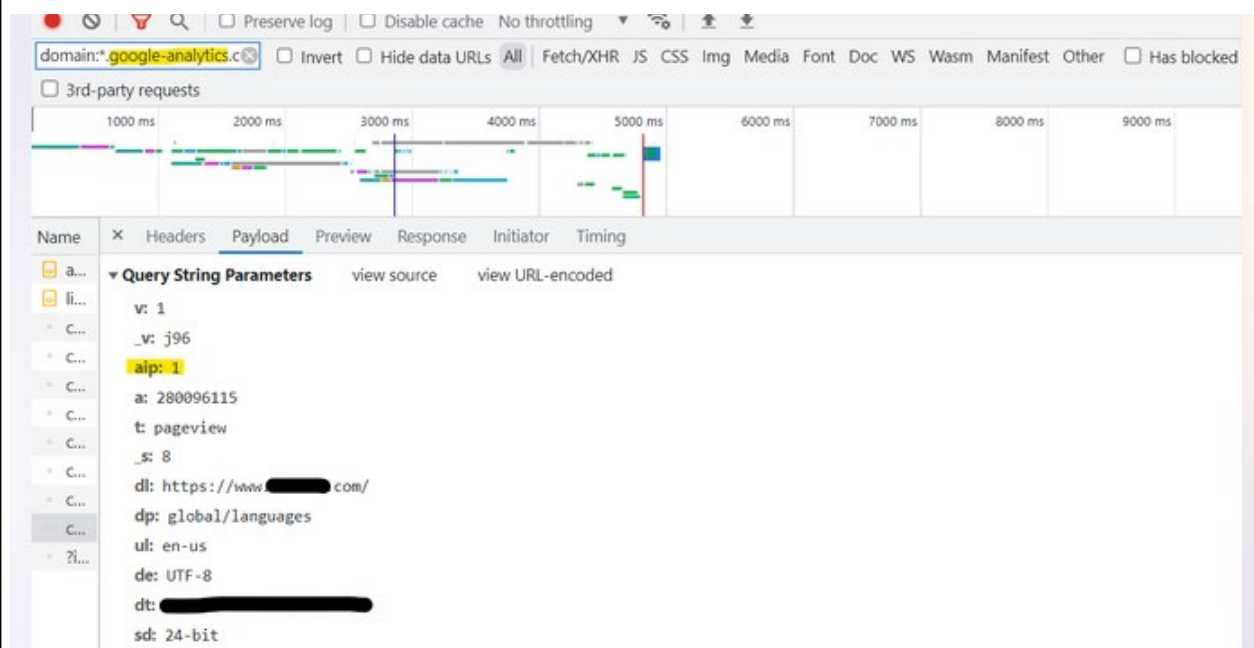 Preserve log Disable cache No throttling
domain:*.google-analytics.c Invert Hide data URLs All Fetch/XHR JS CSS Img Media Font Doc WS Wasm Manifest Other Has blocked
3rd-party requests
1000 ms 2000 ms 3000 ms 4000 ms 5000 ms 6000 ms 7000 ms 8000 ms 9000 ms
Name × Headers Payload Preview Response Initiator Timing
a... ▾ Query String Parameters view source view URL-encoded
li... v: 1
c... _v: j96
c... aip: 1
c... a: 280096115
c... t: pageview
c... _s: 8
c... dl: https://www. .com/
c... dp: global/languages
c... ul: en-us
?i... de: UTF-8
dt:
sd: 24-bit